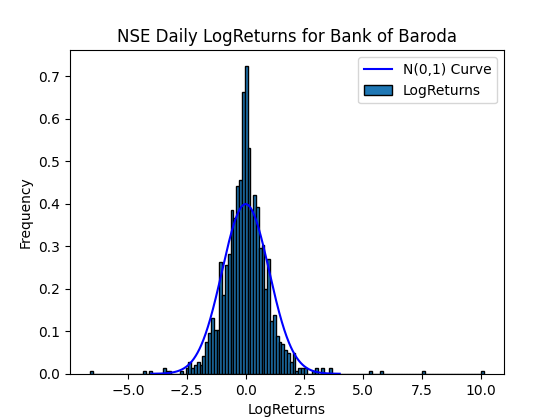 NSE Daily LogReturns for Bank of Baroda
N(0,1) Curve
LogReturns
Frequency
0.7
0.6
0.5
0.4
0.3
0.2
0.1
0.0
−5.0 −2.5 0.0 2.5 5.0 7.5 10.0
LogReturns